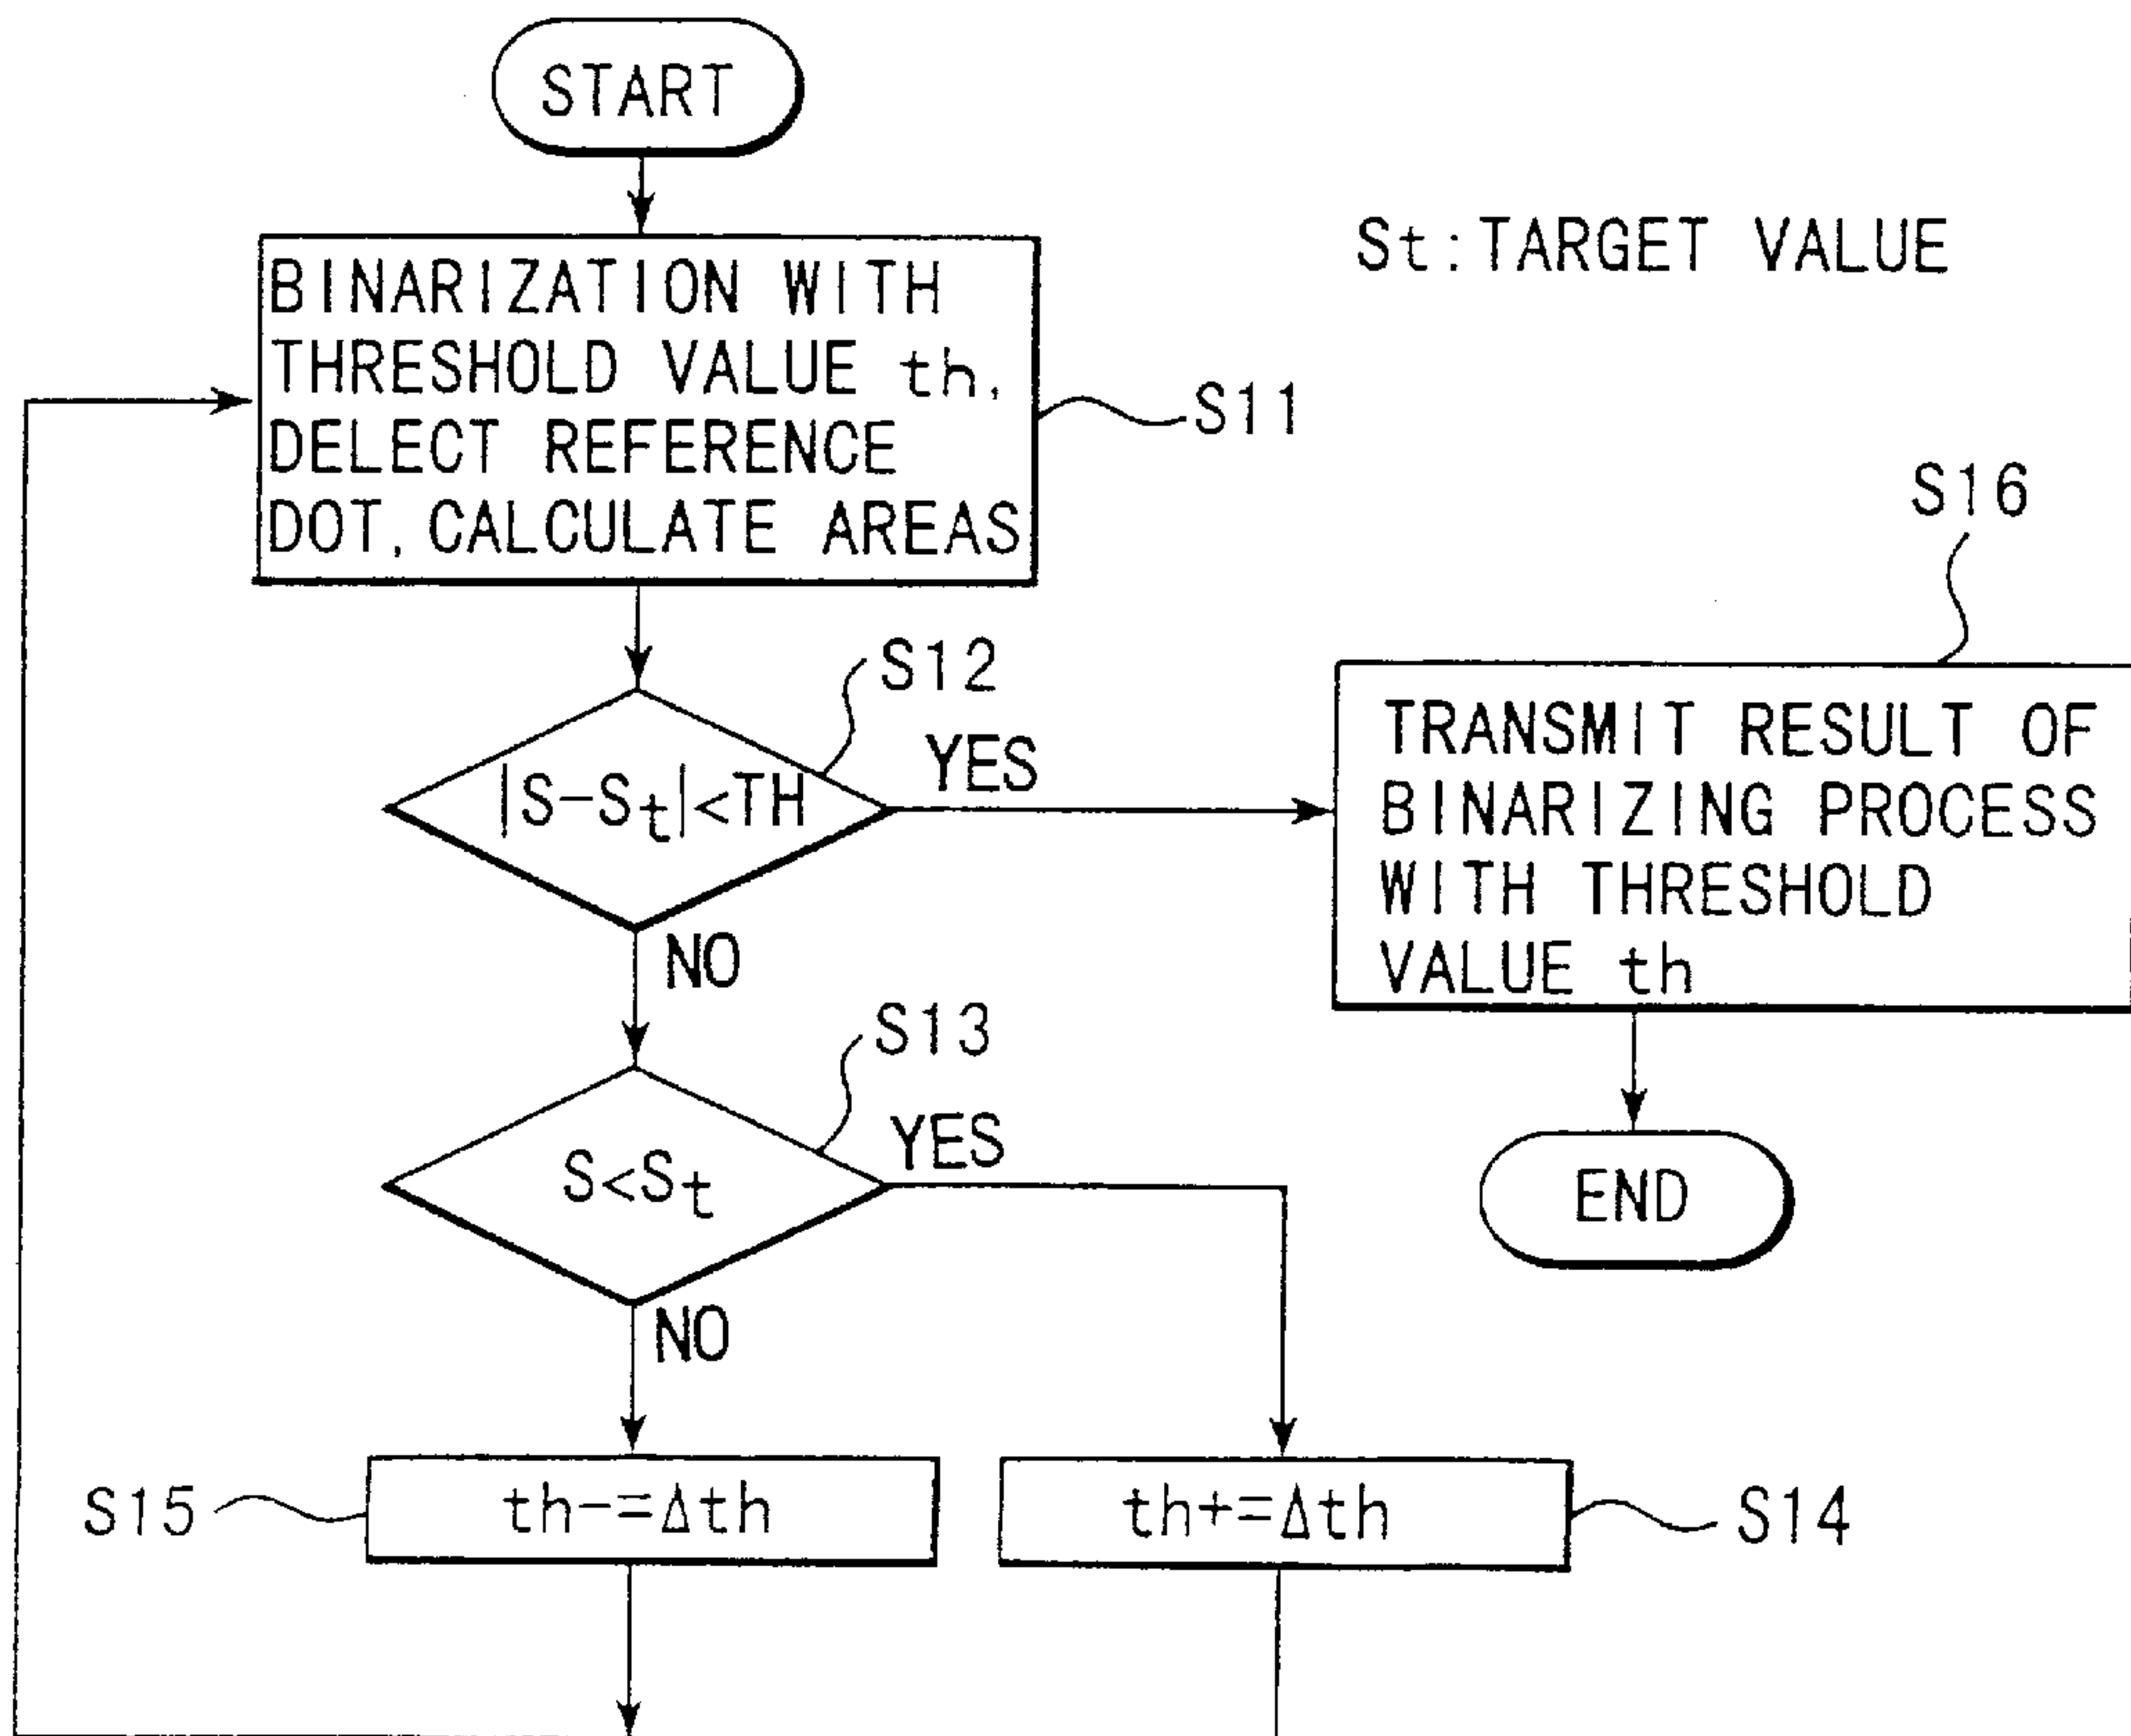 START
St:TARGET VALUE
BINARIZATION WITH
THRESHOLD VALUE th,
DELECT REFERENCE
DOT, CALCULATE AREAS
S11
S16
S12
|S-St|<TH
YES
NO
TRANSMIT RESULT OF
BINARIZING PROCESS
WITH THRESHOLD
VALUE th
S13
S<St
YES
NO
END
S15
th-=Δth
th+=Δth
S14